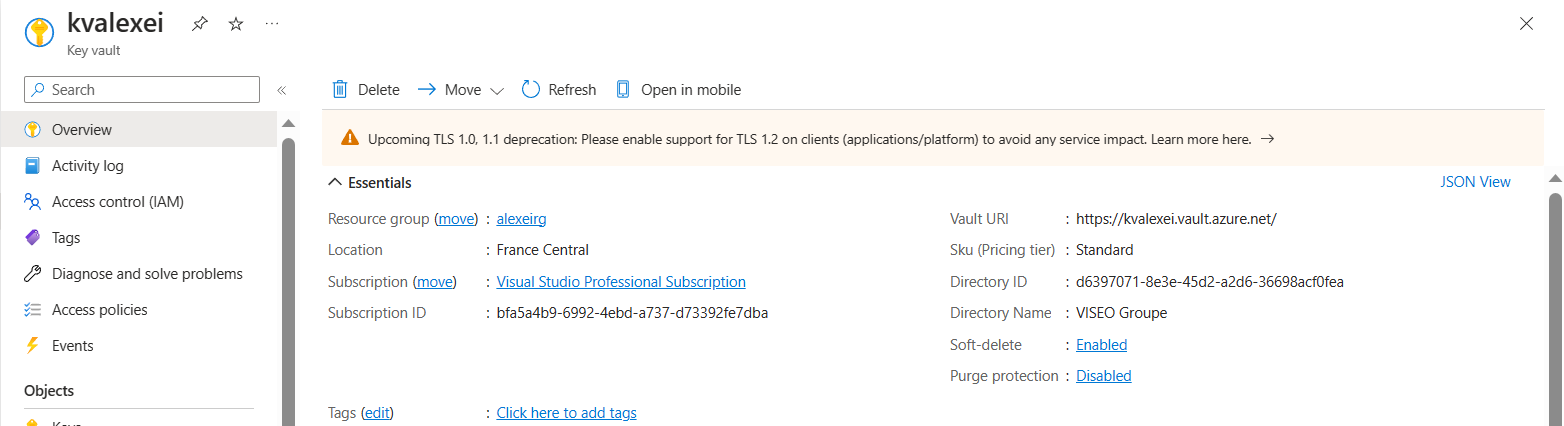 kvalexei
Key vault
Search
Overview
Activity log
Access control (IAM)
Tags
Diagnose and solve problems
Access policies
Events
Objects
Keys
Delete Move Refresh Open in mobile
Upcoming TLS 1.0, 1.1 deprecation: Please enable support for TLS 1.2 on clients (applications/platform) to avoid any service impact. Learn more here. →
Essentials
JSON View
Resource group (move) : alexeirg
Location : France Central
Subscription (move) : Visual Studio Professional Subscription
Subscription ID : bfa5a4b9-6992-4ebd-a737-d73392fe7dba
Vault URI : https://kvalexei.vault.azure.net/
Sku (Pricing tier) : Standard
Directory ID : d6397071-8e3e-45d2-a2d6-36698acf0fea
Directory Name : VISEO Groupe
Soft-delete : Enabled
Purge protection : Disabled
Tags (edit) : Click here to add tags